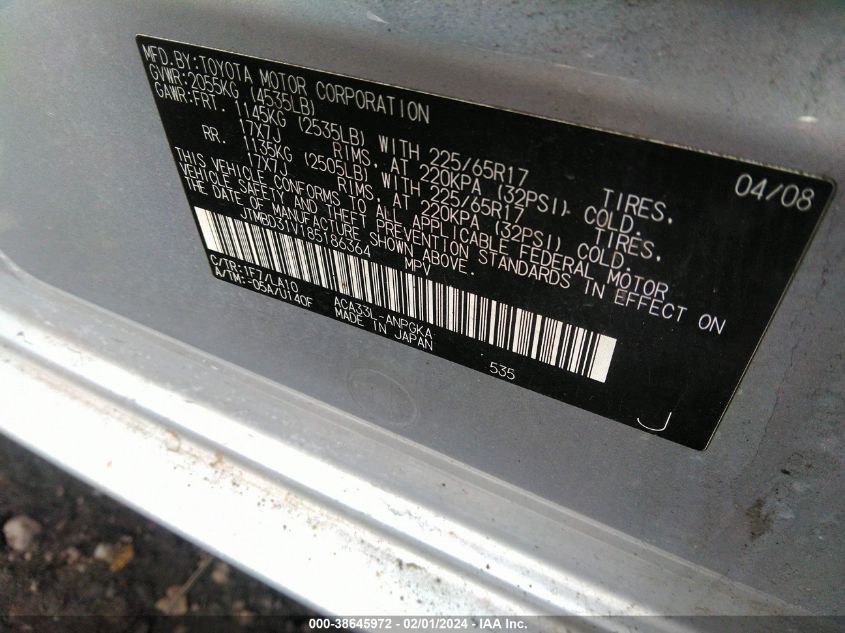 MFD.BY:TOYOTA MOTOR CORPORATION 04/08
GVWR:2055KG (4535LB)
GAWR:FRT. 1145KG (2535LB) WITH 225/65R17 TIRES,
17X7J RIMS, AT 220KPA (32PSI) COLD.
RR. 1135KG (2505LB) WITH 225/65R17 TIRES,
17X7J RIMS, AT 220KPA (32PSI) COLD.
THIS VEHICLE CONFORMS TO ALL APPLICABLE FEDERAL MOTOR
VEHICLE SAFETY AND THEFT PREVENTION STANDARDS IN EFFECT ON
THE DATE OF MANUFACTURE SHOWN ABOVE.
JTMBD31V185186364 MPV
C/TR:1F7/LA10 ACA33L-ANPGKA
A/TM:-05A/U140F MADE IN JAPAN 535
J
000-38645972 - 02/01/2024 - IAA Inc.